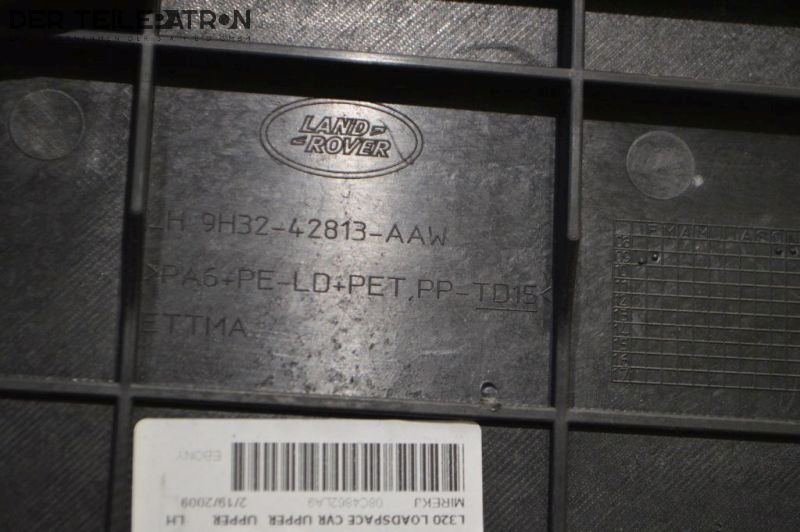 DER TEILEPATRON
LAND
ROVER
LH 9H32-42813-AAW
>PA6+PE-LD+PET,PP-TD15<
ETTMA
J F M A M J J A S O N D
EBONY
08C4862LA9
MIREKJ 2/19/2009
L320 LOADSPACE CVR UPPER UPPER LH